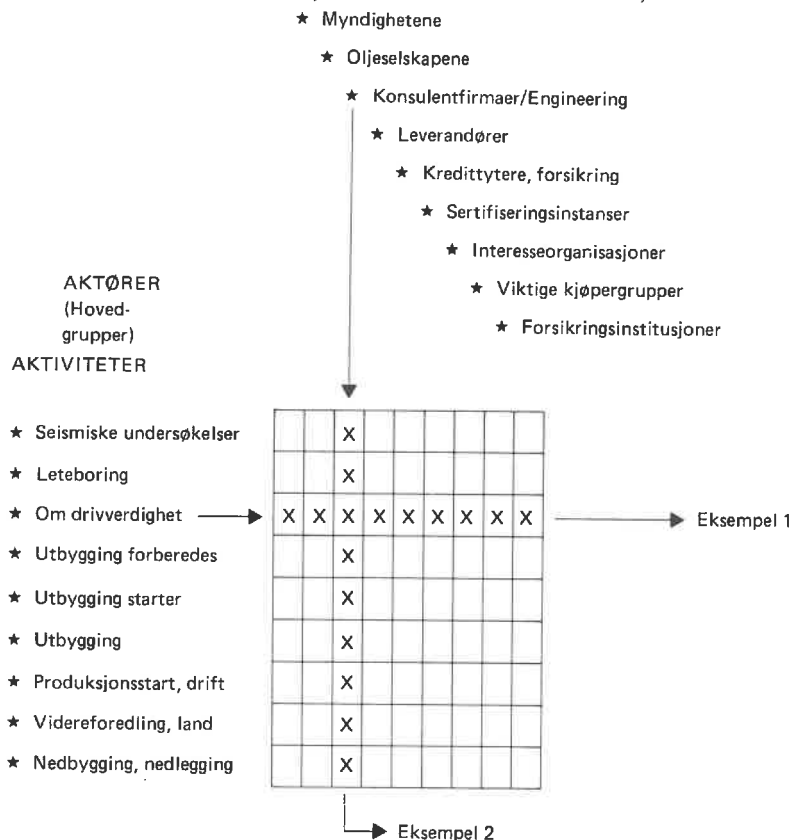 ★ Myndighetene
★ Oljeselskapene
★ Konsulentfirmaer/Engineering
★ Leverandører
★ Kredittytere, forsikring
★ Sertifiseringsinstanser
★ Interesseorganisasjoner
★ Viktige kjøpergrupper
★ Forsikringsinstitusjoner
AKTØRER
(Hoved-
grupper)
AKTIVITETER
★ Seismiske undersøkelser X
★ Leteboring X
★ Om drivverdighet X X X X X X X X X Eksempel 1
★ Utbygging forberedes X
★ Utbygging starter X
★ Utbygging X
★ Produksjonsstart, drift X
★ Videreforedling, land X
★ Nedbygging, nedlegging X
Eksempel 2